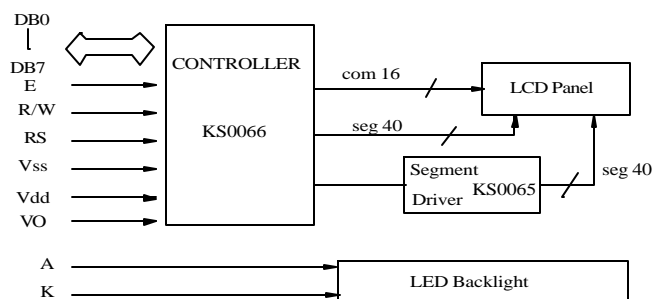 DB0
DB7
E
R/W
RS
Vss
Vdd
VO
CONTROLLER
KS0066
com 16
seg 40
LCD Panel
Segment
Driver
KS0065
seg 40
A
K
LED Backlight